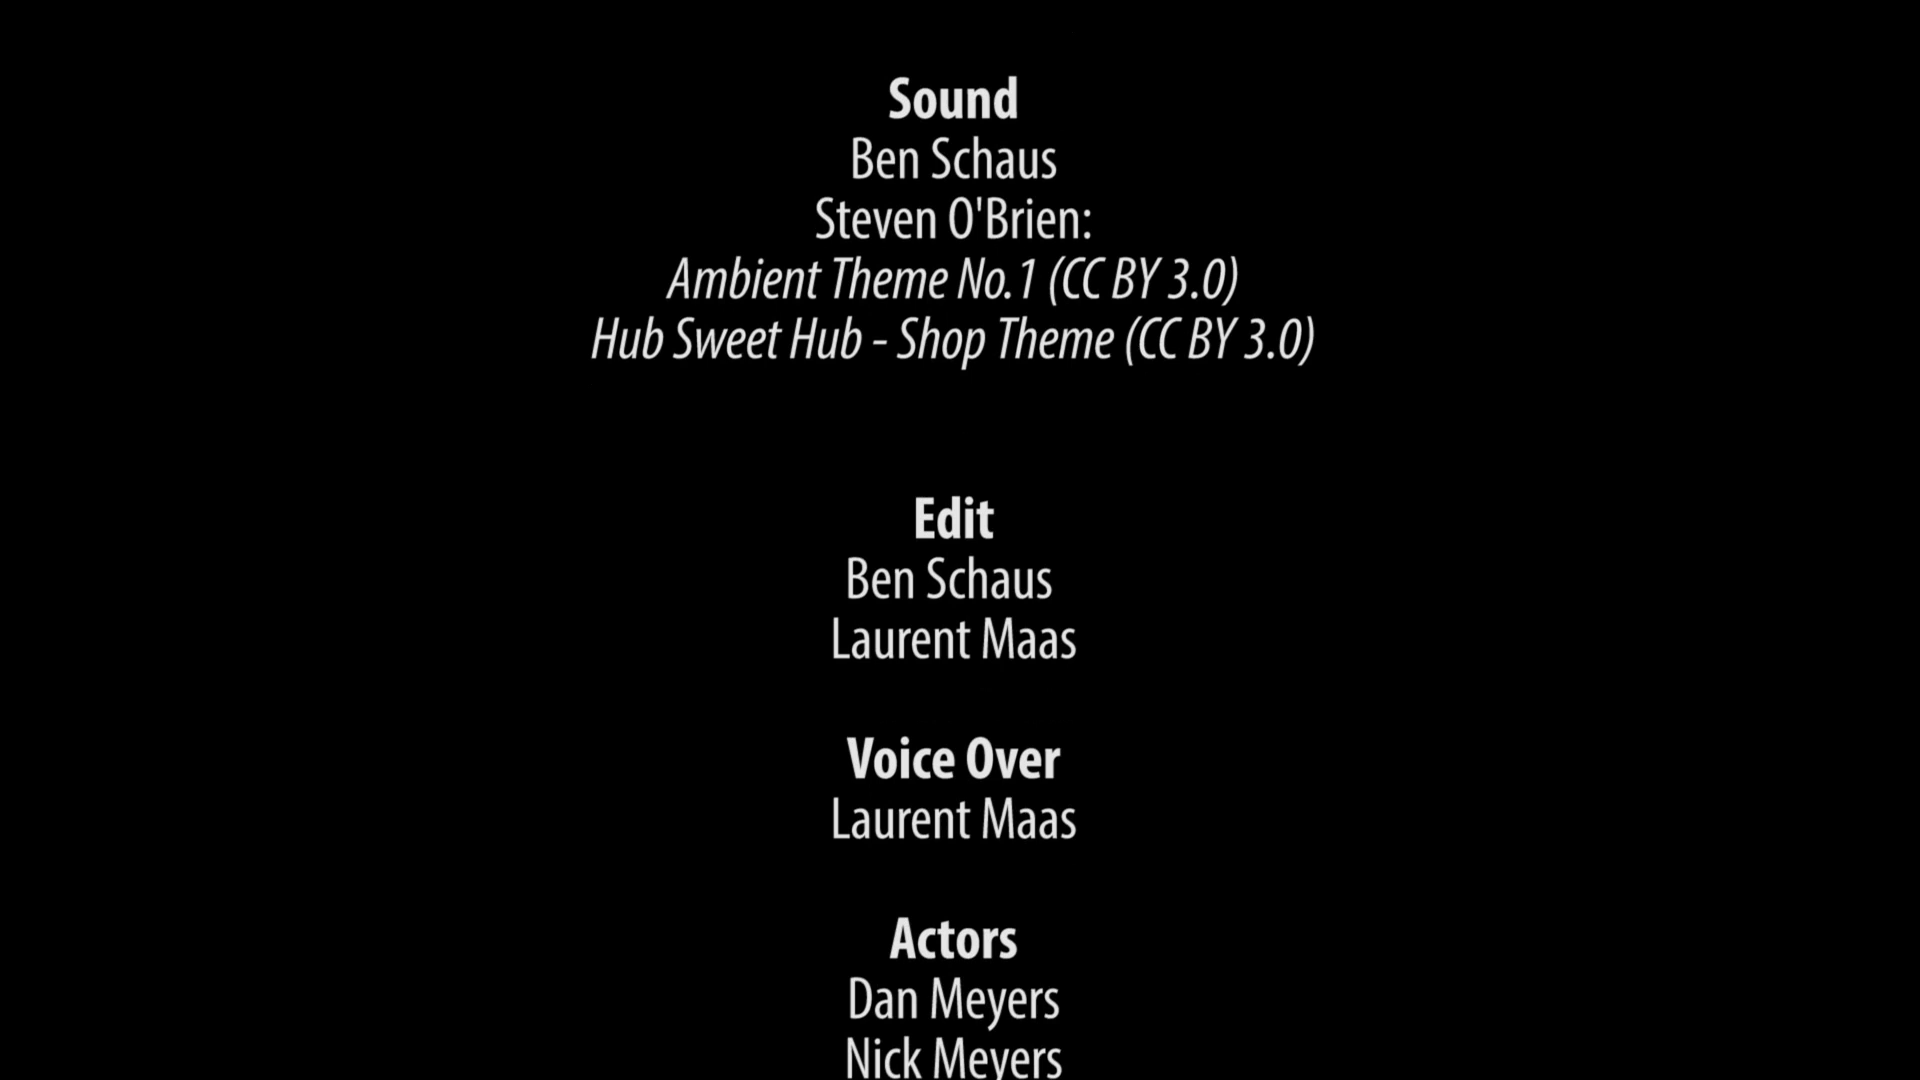 Sound
Ben Schaus
Steven O'Brien:
Ambient Theme No.1 (CC BY 3.0)
Hub Sweet Hub - Shop Theme (CC BY 3.0)
Edit
Ben Schaus
Laurent Maas
Voice Over
Laurent Maas
Actors
Dan Meyers
Nick Meyers